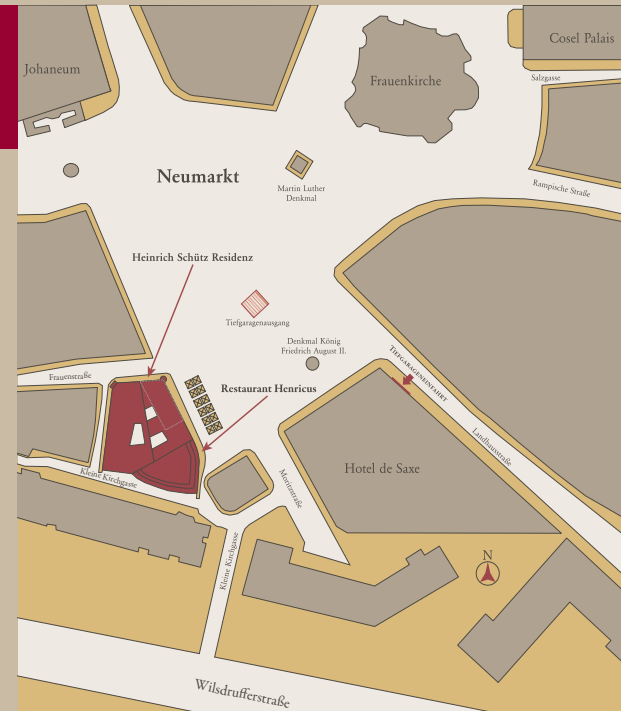 Cosel Palais
Johaneum
Frauenkirche
Salzgasse
Neumarkt
Martin Luther
Denkmal
Rampische Straße
Heinrich Schütz Residenz
Tiefgaragenausgang
Denkmal König
Friedrich August II.
Tiefgarageneinfahrt
Frauenstraße
Restaurant Henricus
Landhausstraße
Hotel de Saxe
Kleine Kirchgasse
Moritzstraße
Kleine Kirchgasse
N
Wilsdrufferstraße